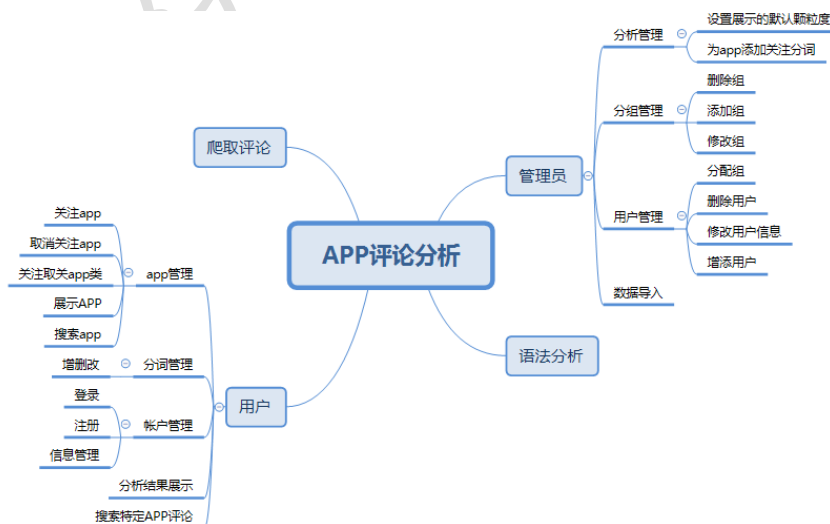 APP评论分析
管理员
分析管理
设置展示的默认颗粒度
为app添加关注分词
分组管理
删除组
添加组
修改组
用户管理
分配组
删除用户
修改用户信息
增添用户
数据导入
语法分析
爬取评论
用户
app管理
关注app
取消关注app
关注取关app类
展示APP
搜索app
分词管理
增删改
帐户管理
登录
注册
信息管理
分析结果展示
搜索特定APP评论